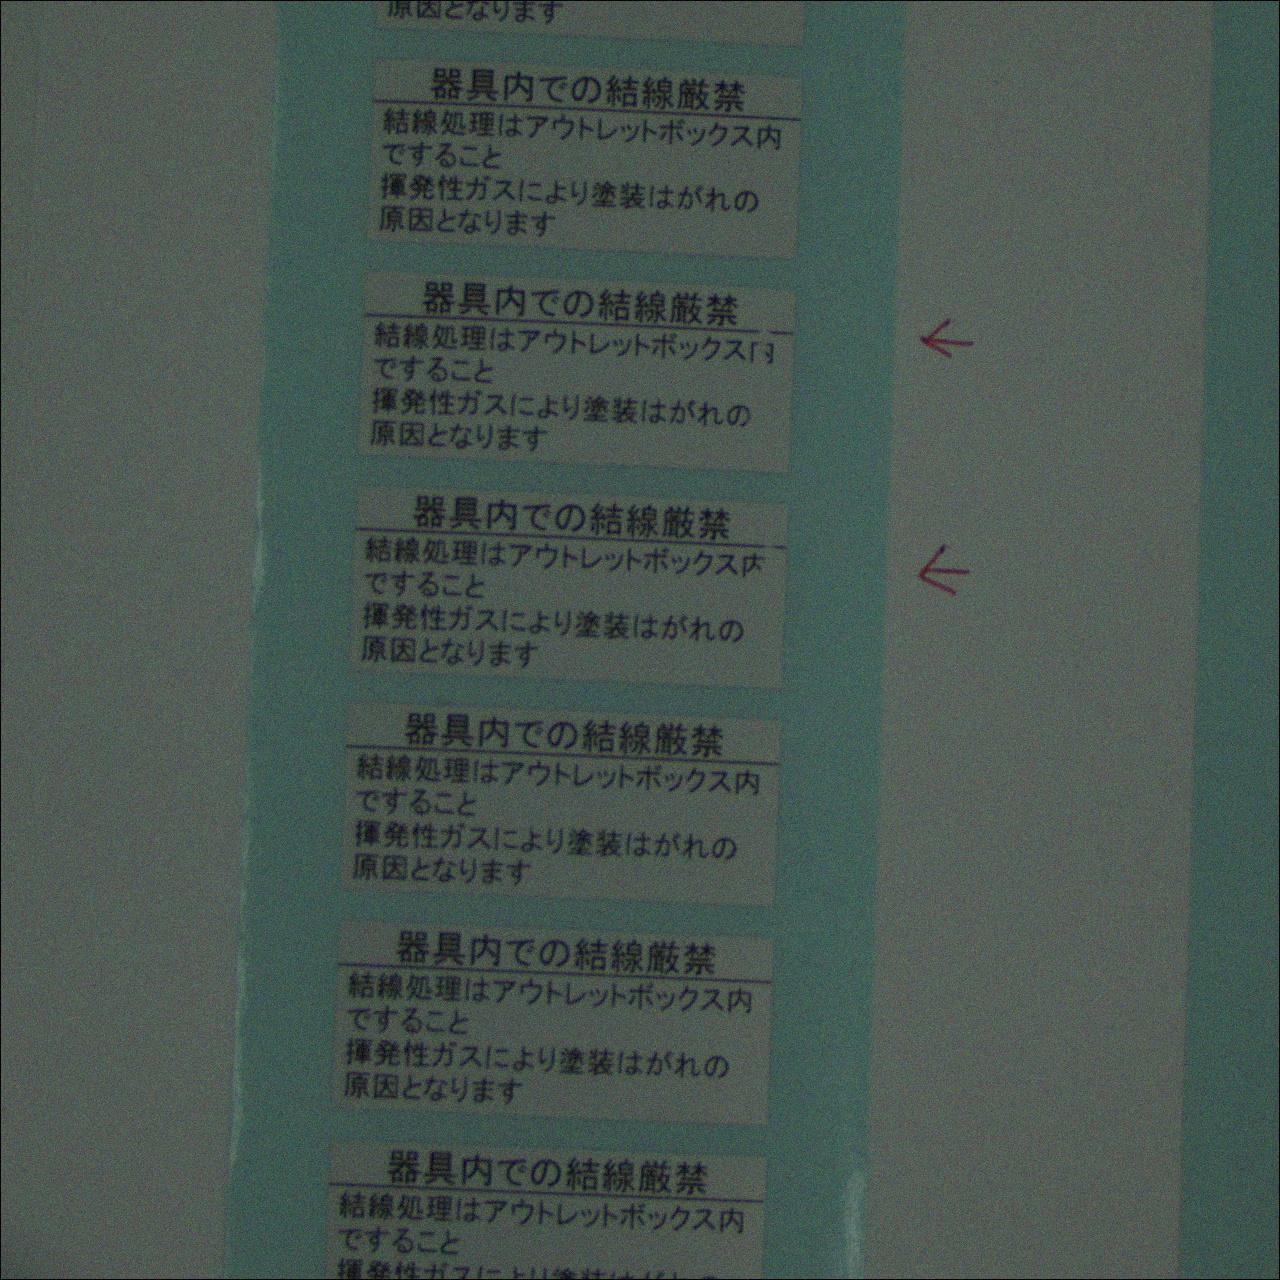 原因となります
器具内での結線厳禁
結線処理はアウトレットボックス内
ですること
揮発性ガスにより塗装はがれの
原因となります
器具内での結線厳禁
結線処理はアウトレットボックス内
ですること
揮発性ガスにより塗装はがれの
原因となります
器具内での結線厳禁
結線処理はアウトレットボックス内
ですること
揮発性ガスにより塗装はがれの
原因となります
器具内での結線厳禁
結線処理はアウトレットボックス内
ですること
揮発性ガスにより塗装はがれの
原因となります
器具内での結線厳禁
結線処理はアウトレットボックス内
ですること
揮発性ガスにより塗装はがれの
原因となります
器具内での結線厳禁
結線処理はアウトレットボックス内
ですること
揮発性ガスにより塗装はがれの